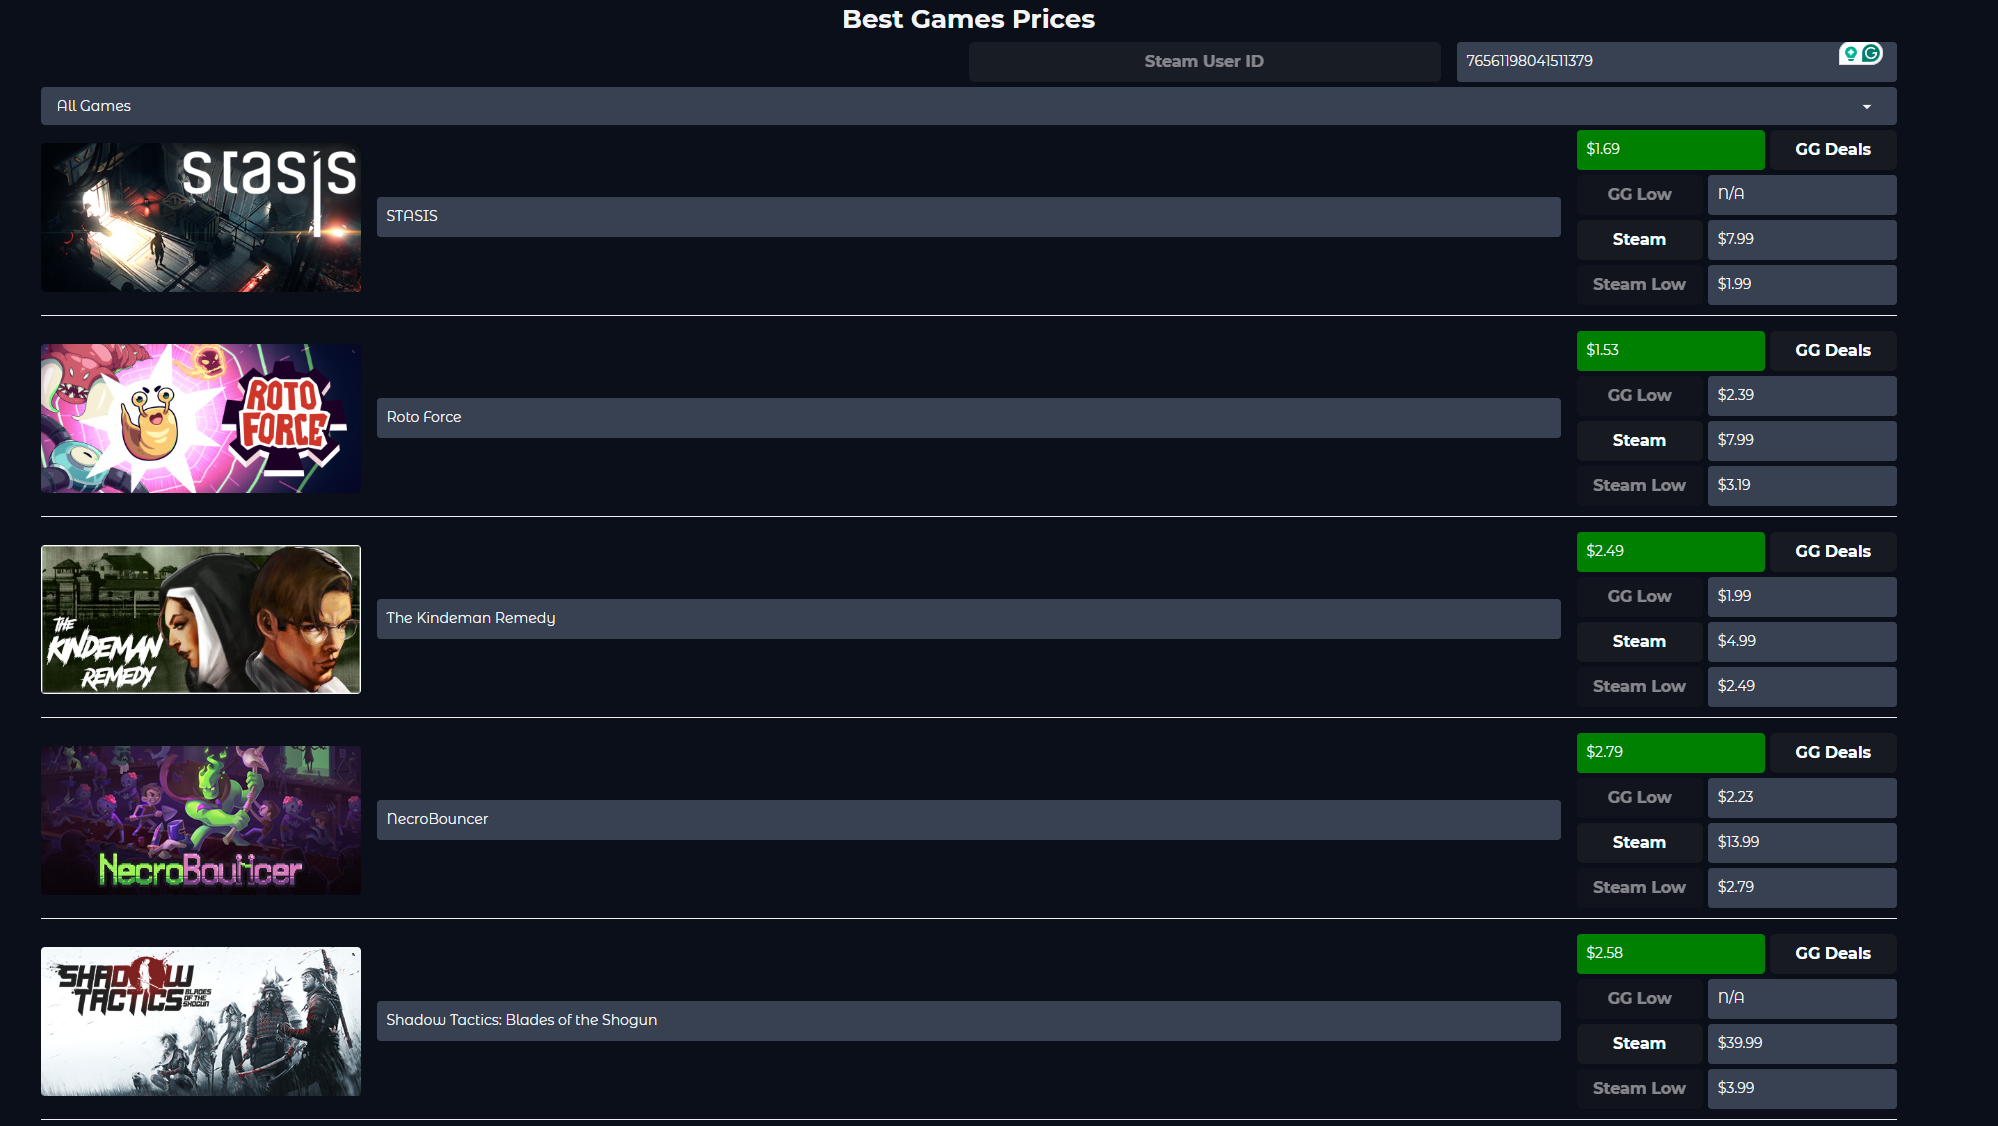 Best Games Prices
Steam User ID
76561198041511379
All Games
stasis
STASIS
$1.69
GG Deals
GG Low
N/A
Steam
$7.99
Steam Low
$1.99
ROTO
FORCE
Roto Force
$1.53
GG Deals
GG Low
$2.39
Steam
$7.99
Steam Low
$3.19
THE
KINDEMAN
REMEDY
The Kindeman Remedy
$2.49
GG Deals
GG Low
$1.99
Steam
$4.99
Steam Low
$2.49
NecroBouncer
NecroBouncer
$2.79
GG Deals
GG Low
$2.23
Steam
$13.99
Steam Low
$2.79
SHADOW
TACTICS BLADES
OF THE
SHOGUN
Shadow Tactics: Blades of the Shogun
$2.58
GG Deals
GG Low
N/A
Steam
$39.99
Steam Low
$3.99